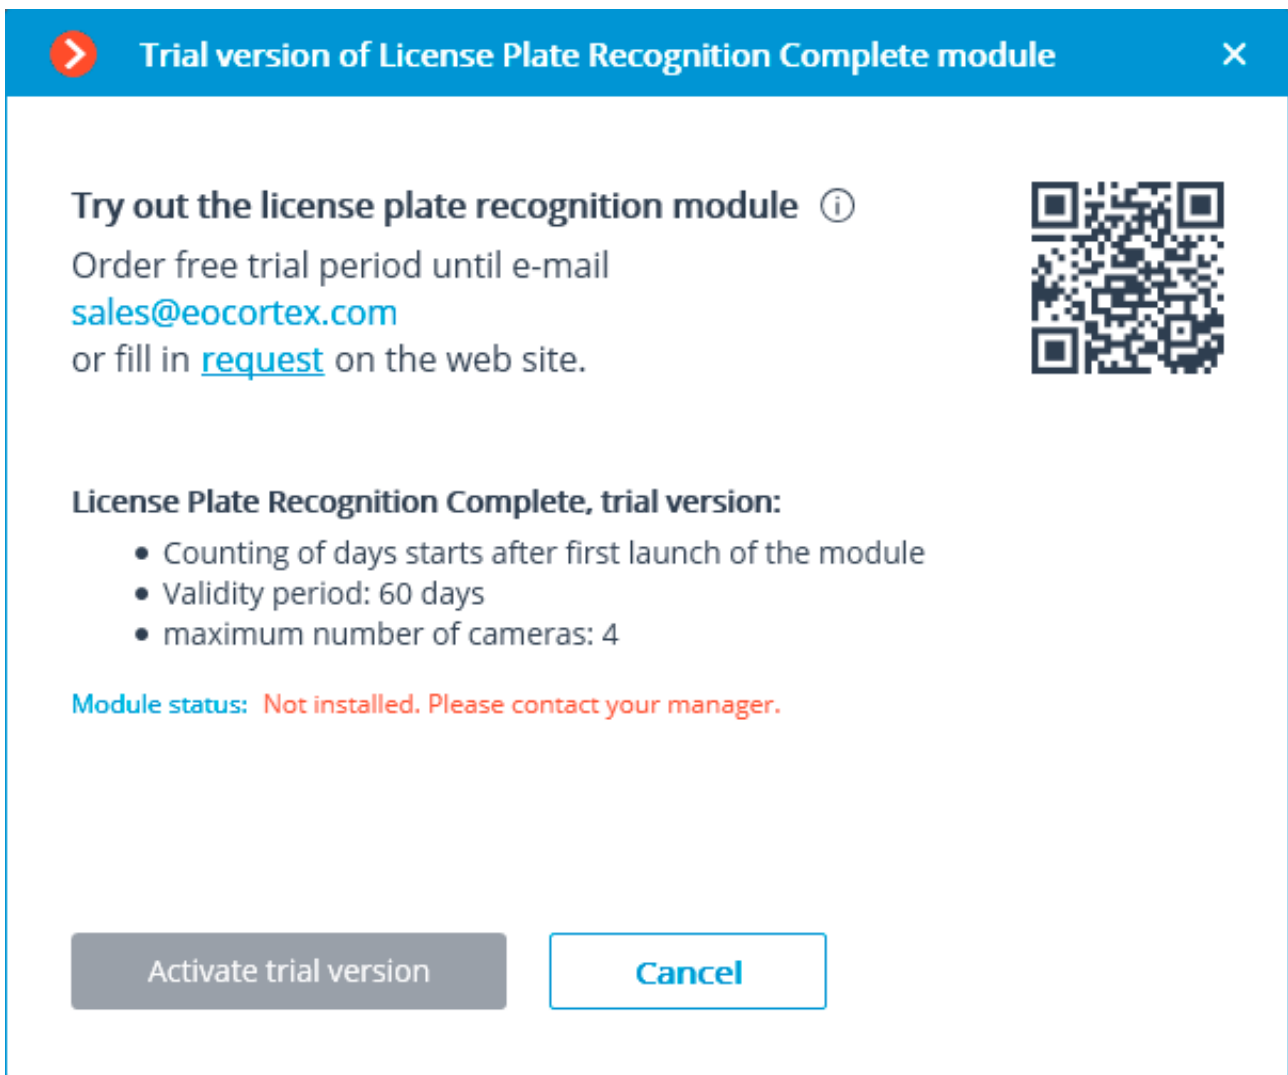 Trial version of License Plate Recognition Complete module
Try out the license plate recognition module
Order free trial period until e-mail
sales@eocortex.com
or fill in request on the web site.
License Plate Recognition Complete, trial version:
• Counting of days starts after first launch of the module
• Validity period: 60 days
• maximum number of cameras: 4
Module status: Not installed. Please contact your manager.
Activate trial version
Cancel